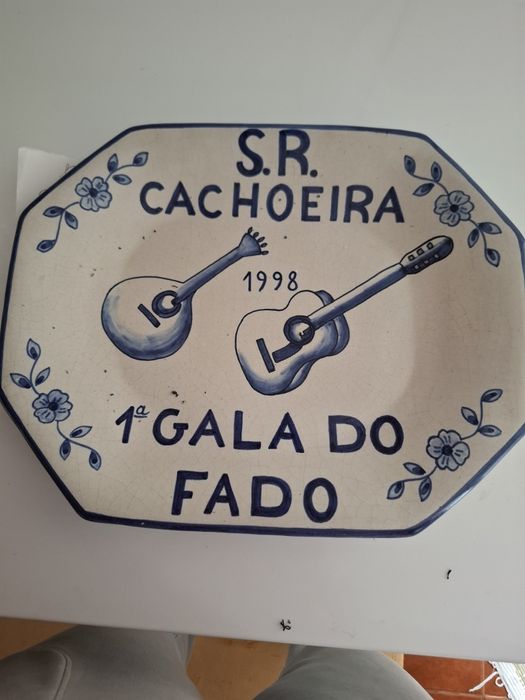 S.R.
CACHOEIRA
1998
1ª GALA DO
FADO